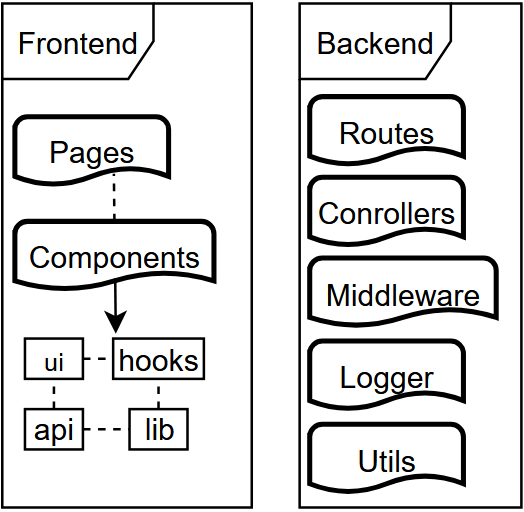 Frontend
Pages
Components
ui
hooks
api
lib
Backend
Routes
Conrollers
Middleware
Logger
Utils